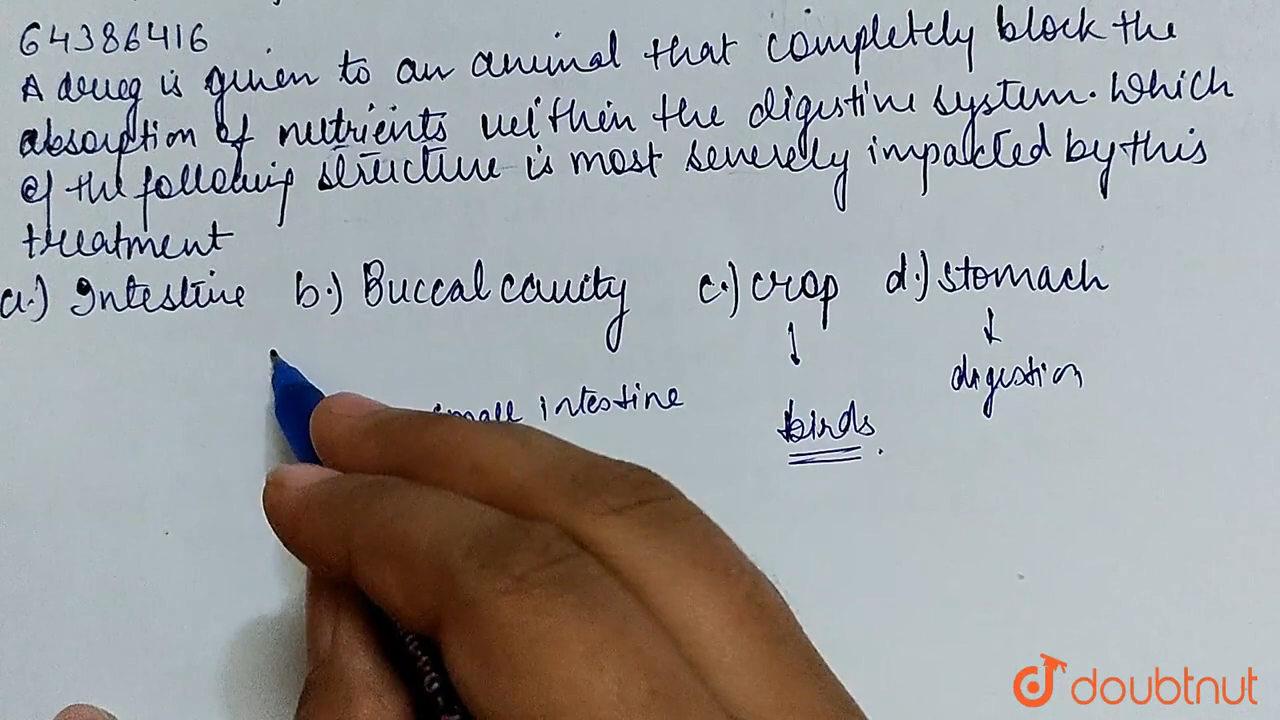 64386416
A drug is given to an animal that completely block the
absorption of nutrients within the digestive system. Which
of the following structure is most severely impacted by this
treatment
a.) Intestine b.) Buccal cavity c.) crop d.) stomach
digestion
small intestine
birds.
doubtnut